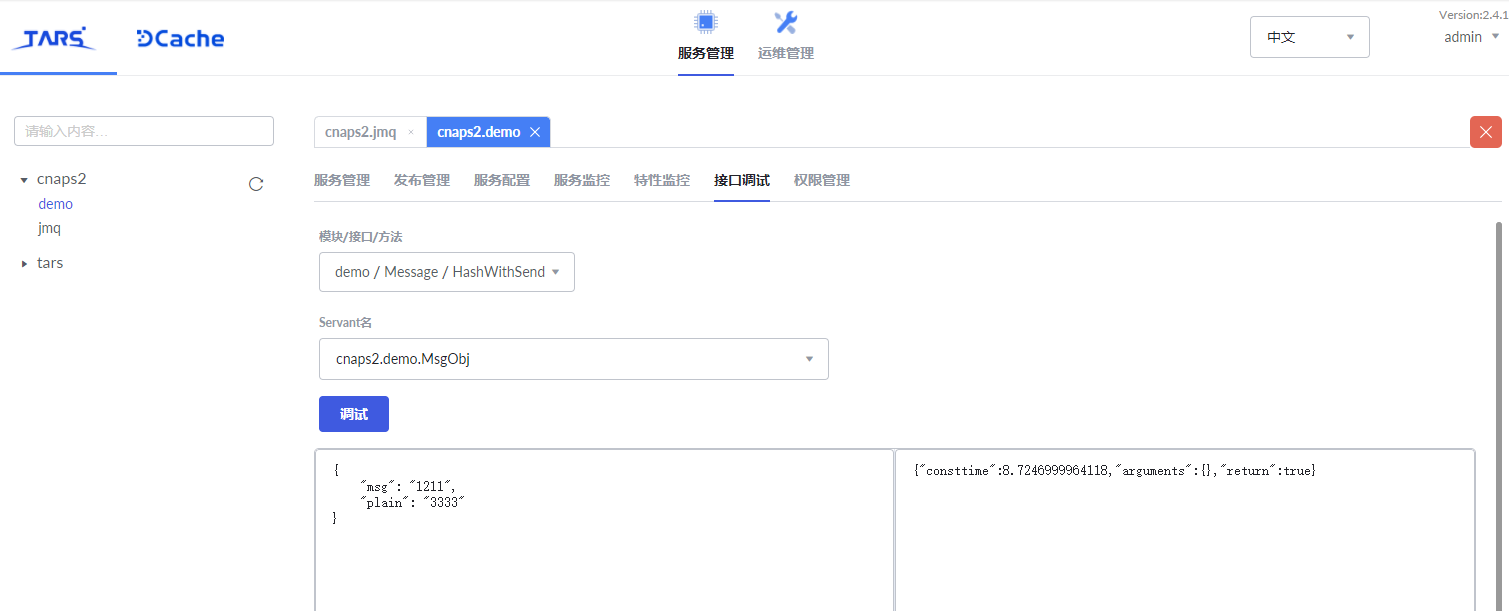 TARS
DCache
服务管理
运维管理
中文
Version:2.4.1
admin
请输入内容...
cnaps2.jmq ×
cnaps2.demo ×
cnaps2
demo
jmq
tars
服务管理 发布管理 服务配置 服务监控 特性监控 接口调试 权限管理
模块/接口/方法
demo / Message / HashWithSend
Servant名
cnaps2.demo.MsgObj
调试
{
"msg": "1211",
"plain": "3333"
}
{"consttime":8.7246999964118,"arguments":{},"return":true}